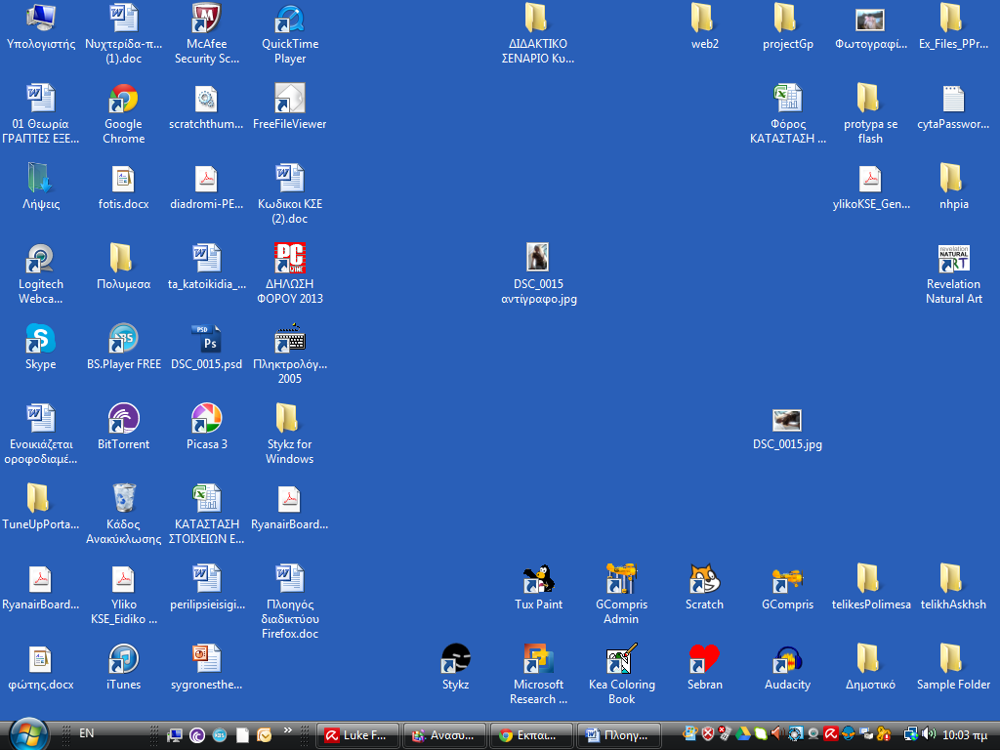 Υπολογιστής
Νυχτερίδα-π...
(1).doc
McAfee
Security Sc...
QuickTime
Player
ΔΙΔΑΚΤΙΚΟ
ΣΕΝΑΡΙΟ Κυ...
web2
projectGp
Φωτογραφί...
Ex_Files_PPr...
01 Θεωρία
ΓΡΑΠΤΕΣ ΕΞΕ...
Google
Chrome
scratchthum...
FreeFileViewer
Φόρος
ΚΑΤΑΣΤΑΣΗ ...
protypa se
flash
cytaPasswor...
Λήψεις
fotis.docx
diadromi-PE...
Κωδικοι ΚΣΕ
(2).doc
ylikoKSE_Gen...
nhpia
Logitech
Webca...
Πολυμεσα
ta_katoikidia_...
ΔΗΛΩΣΗ
ΦΟΡΟΥ 2013
DSC_0015
αντίγραφο.jpg
revelation
NATURAL
ART
Revelation
Natural Art
Skype
BS.Player FREE
PSD
Ps
DSC_0015.psd
Πληκτρολόγ...
2005
Ενοικιάζεται
οροφοδιαμέ...
BitTorrent
Picasa 3
Stykz for
Windows
DSC_0015.jpg
TuneUpPorta...
Κάδος
Ανακύκλωσης
ΚΑΤΑΣΤΑΣΗ
ΣΤΟΙΧΕΙΩΝ Ε...
RyanairBoard...
RyanairBoard...
Yliko
KSE_Eidiko ...
perilipsieisigi...
Πλοηγός
διαδικτύου
Firefox.doc
Tux Paint
GCompris
Admin
Scratch
GCompris
telikesPolimesa
telikhAskhsh
φώτης.docx
iTunes
sygronesthe...
Stykz
Microsoft
Research ...
Kea Coloring
Book
Sebran
Audacity
Δημοτικό
Sample Folder
EN
Luke F...
Ανασυ...
Εκπαι...
Πλοηγ...
10:03 πμ